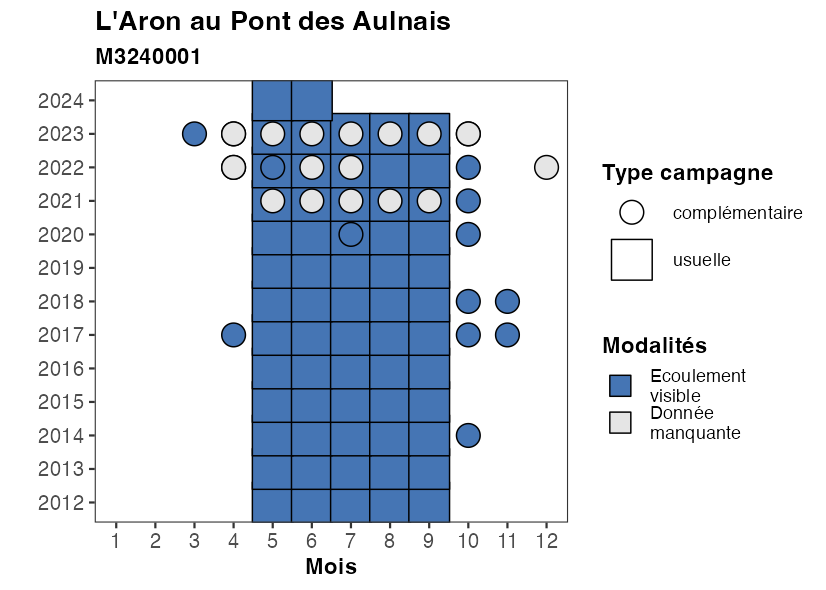 L'Aron au Pont des Aulnais
M3240001
2024
2023
2022
2021
2020
2019
2018
2017
2016
2015
2014
2013
2012
1 2 3 4 5 6 7 8 9 10 11 12
Mois
Type campagne
complémentaire
usuelle
Modalités
Ecoulement
visible
Donnée
manquante